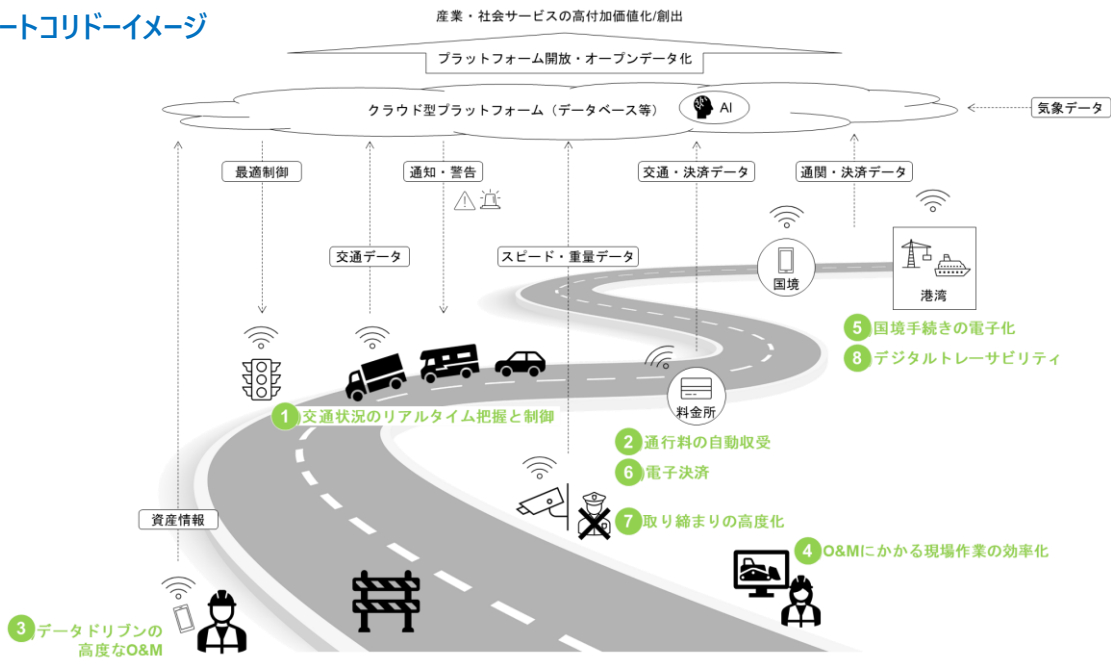 ートコリドーイメージ
産業・社会サービスの高付加価値化/創出
プラットフォーム開放・オープンデータ化
クラウド型プラットフォーム（データベース等）
AI
気象データ
最適制御
通知・警告
交通・決済データ
通関・決済データ
交通データ
スピード・重量データ
国境
港湾
5 国境手続きの電子化
8 デジタルトレーサビリティ
料金所
1 交通状況のリアルタイム把握と制御
2 通行料の自動収受
6 電子決済
資産情報
7 取り締まりの高度化
4 O&Mにかかる現場作業の効率化
3 データドリブンの
高度なO&M